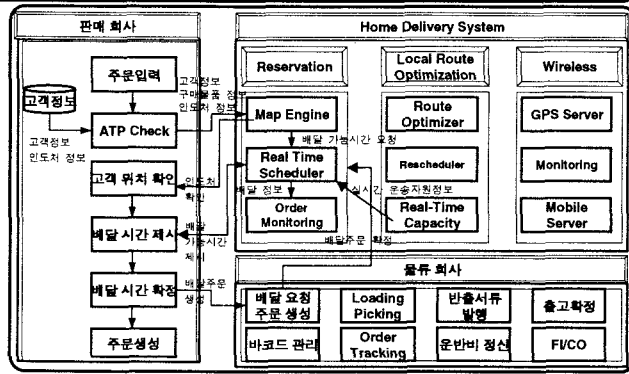 판매 회사
Home Delivery System
주문입력
고객정보
고객정보
구매물품 정보
인도처 정보
ATP Check
고객정보
인도처 정보
고객 위치 확인
인도처
확인
배달 시간 제시
배달
가능시간
제시
배달 시간 확정
배달주문
생성
주문생성
Reservation
Local Route
Optimization
Wireless
Map Engine
Route
Optimizer
GPS Server
배달 가능시간 요청
Real Time
Scheduler
Rescheduler
Monitoring
배달 정보
실시간 운송자원정보
Order
Monitoring
Real-Time
Capacity
Mobile
Server
배달주문 확정
물류 회사
배달 요청
주문 생성
Loading
Picking
반출서류
발행
출고확정
바코드 관리
Order
Tracking
운반비 정산
FI/CO